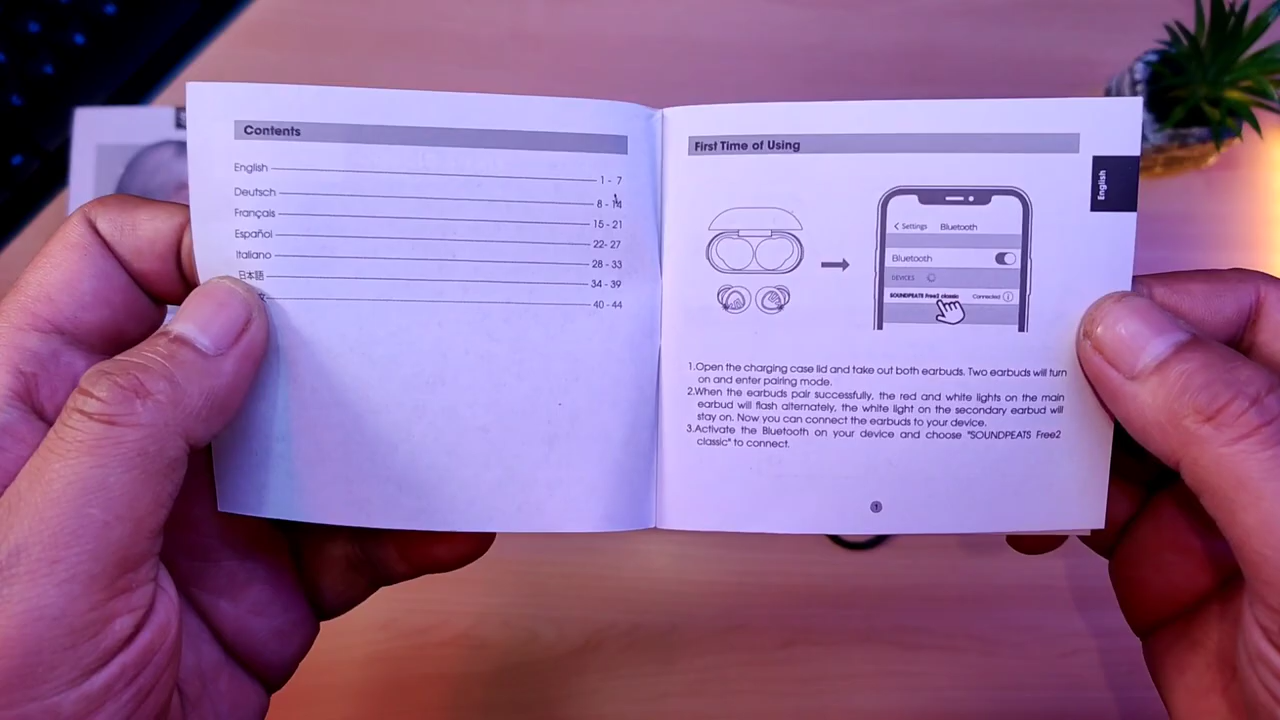 Contents
English 1 - 7
Deutsch 8 - 14
Français 15 - 21
Español 22- 27
Italiano 28 - 33
日本語 34 - 39
40 - 44
First Time of Using
English
Settings Bluetooth
Bluetooth
DEVICES
SOUNDPEATS Free2 classic Connected
1.Open the charging case lid and take out both earbuds. Two earbuds will turn
on and enter pairing mode.
2.When the earbuds pair successfully, the red and white lights on the main
earbud will flash alternately, the white light on the secondary earbud will
stay on. Now you can connect the earbuds to your device.
3.Activate the Bluetooth on your device and choose "SOUNDPEATS Free2
classic" to connect.
1